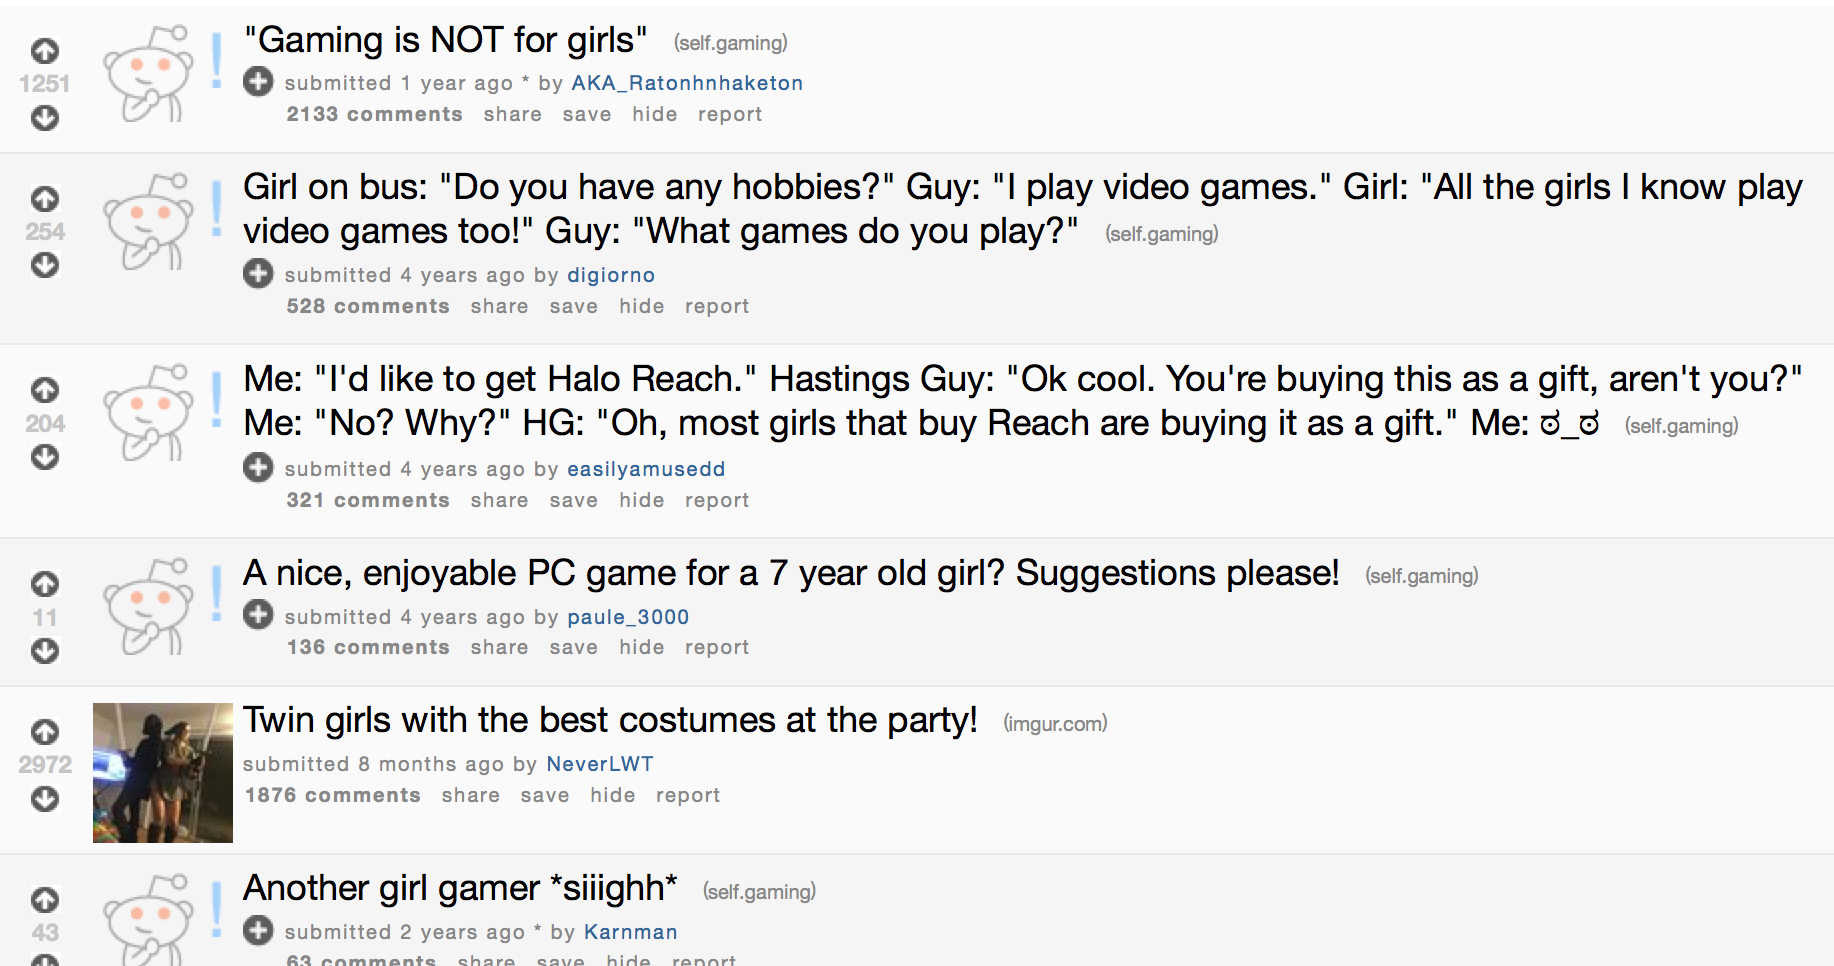 "Gaming is NOT for girls" (self.gaming)
1251
submitted 1 year ago * by AKA_Ratonhnhaketon
2133 comments share save hide report
Girl on bus: "Do you have any hobbies?" Guy: "I play video games." Girl: "All the girls I know play
video games too!" Guy: "What games do you play?" (self.gaming)
254
submitted 4 years ago by digiorno
528 comments share save hide report
Me: "I'd like to get Halo Reach." Hastings Guy: "Ok cool. You're buying this as a gift, aren't you?"
Me: "No? Why?" HG: "Oh, most girls that buy Reach are buying it as a gift." Me: ಠ_ಠ (self.gaming)
204
submitted 4 years ago by easilyamusedd
321 comments share save hide report
A nice, enjoyable PC game for a 7 year old girl? Suggestions please! (self.gaming)
11
submitted 4 years ago by paule_3000
136 comments share save hide report
Twin girls with the best costumes at the party! (imgur.com)
2972
submitted 8 months ago by NeverLWT
1876 comments share save hide report
Another girl gamer *siiighh* (self.gaming)
43
submitted 2 years ago * by Karnman
63 comments share save hide report